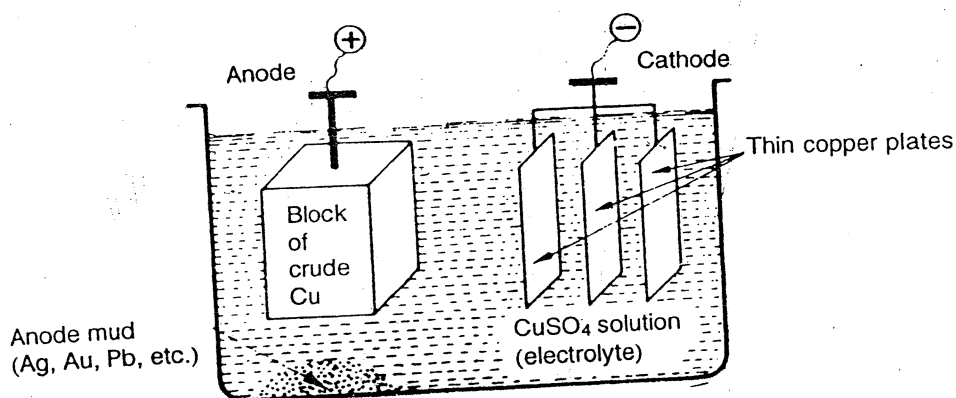 +
−
Anode
Cathode
Thin copper plates
Block
of
crude
Cu
Anode mud
(Ag, Au, Pb, etc.)
CuSO₄ solution
(electrolyte)